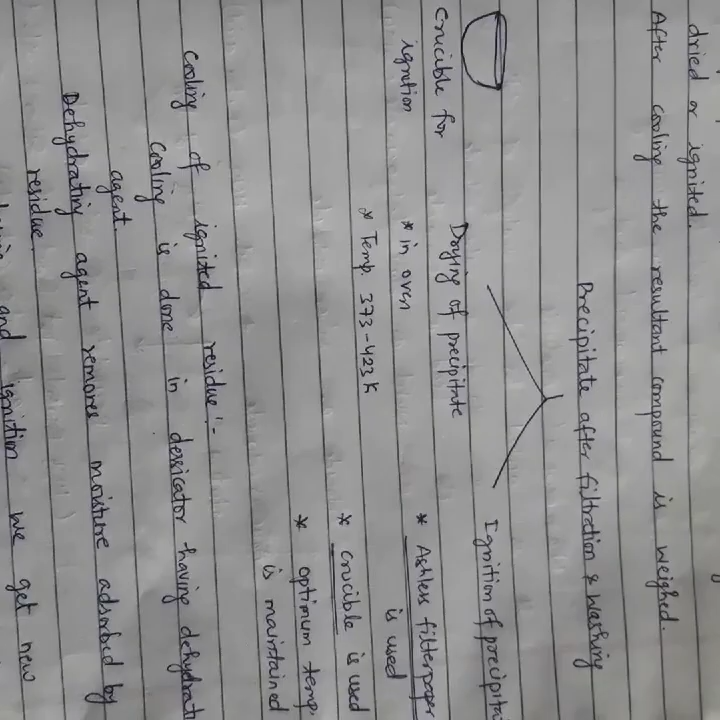 dried or ignited.
After cooling the resultant compound is weighed.
Precipitate after filtration & washing
Drying of precipitate
* in oven
* Temp. 373-423 K
Ignition of precipita
* Ashless filterpaper
is used
* crucible is used
* optimum temp.
is maintained
Crucible for
ignition
Cooling of ignited residue:-
Cooling is done in dessicator having dehydrati
agent.
Dehydrating agent removes moisture adsorbed by
residue.
and ignition we get new